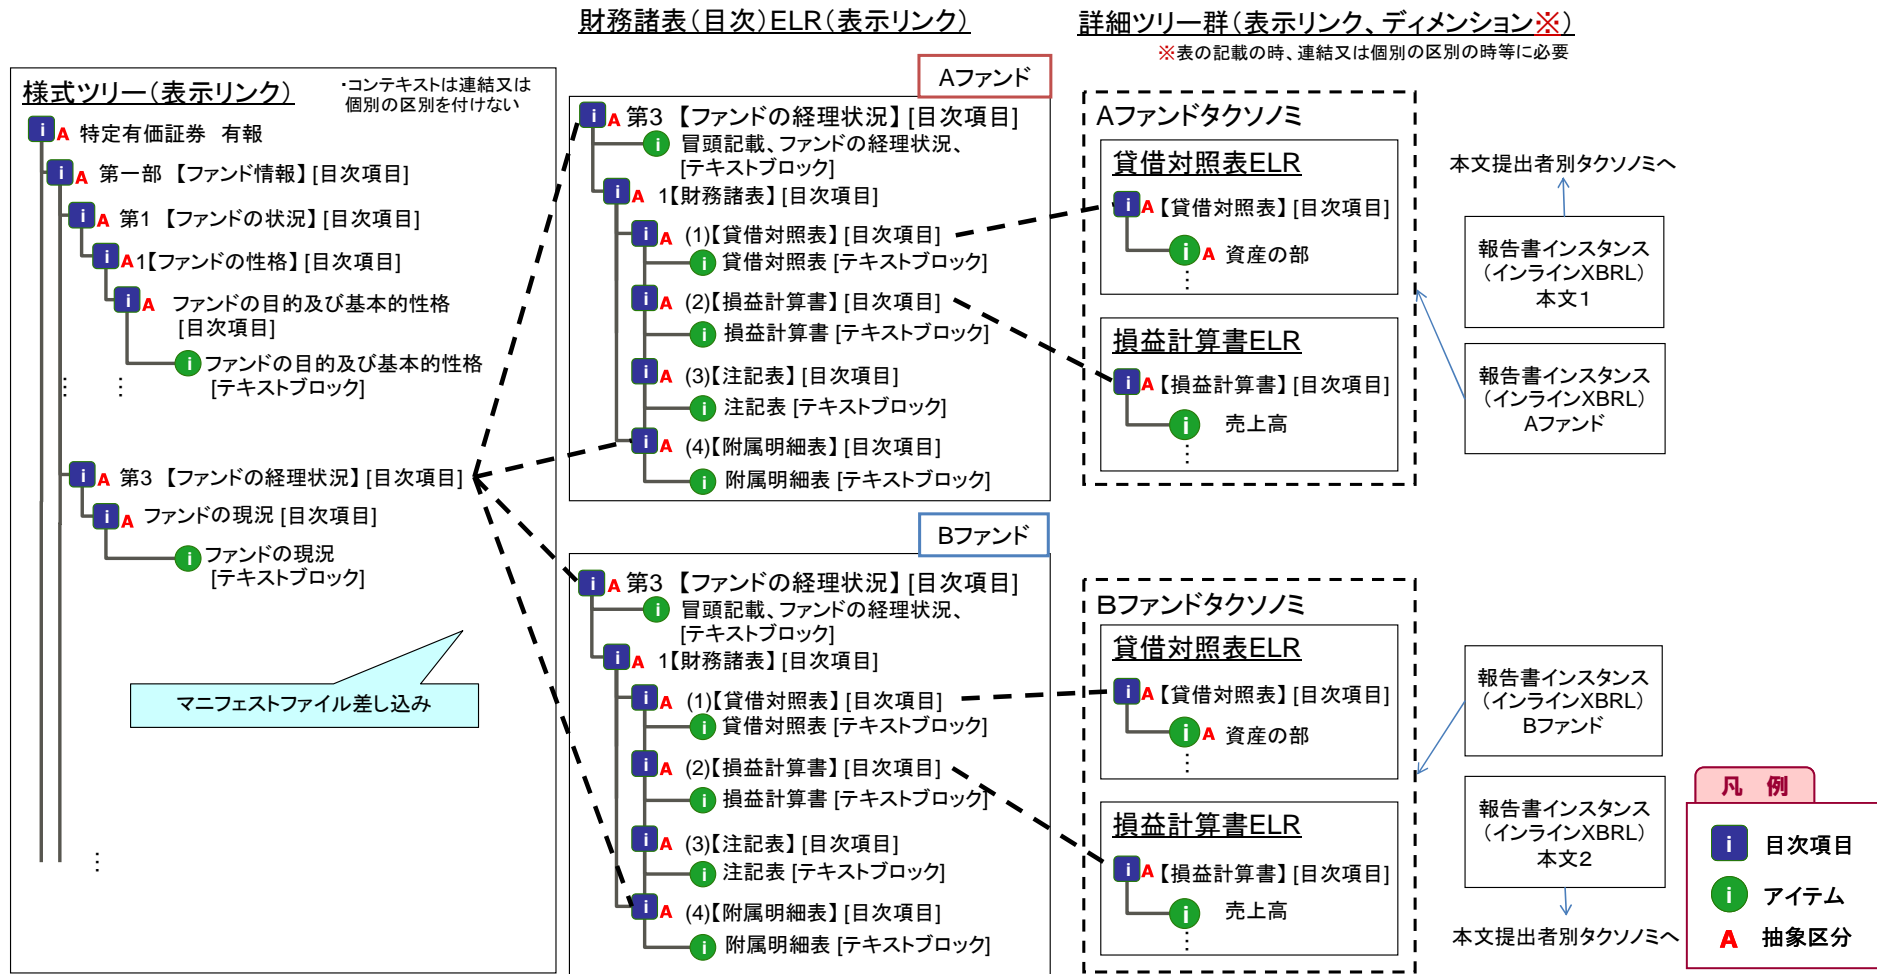 財務諸表(目次)ELR(表示リンク)
詳細ツリー群(表示リンク、ディメンション※)
※表の記載の時、連結又は個別の区別の時等に必要
様式ツリー(表示リンク)
・コンテキストは連結又は
個別の区別を付けない
i A 特定有価証券 有報
i A 第一部 【ファンド情報】 [目次項目]
i A 第1 【ファンドの状況】 [目次項目]
i A 1【ファンドの性格】 [目次項目]
i A ファンドの目的及び基本的性格
[目次項目]
i ファンドの目的及び基本的性格
[テキストブロック]
⋮ ⋮
i A 第3 【ファンドの経理状況】 [目次項目]
i A ファンドの現況 [目次項目]
i ファンドの現況
[テキストブロック]
マニフェストファイル差し込み
⋮
Aファンド
i A 第3 【ファンドの経理状況】 [目次項目]
i 冒頭記載、ファンドの経理状況、
[テキストブロック]
i A 1【財務諸表】 [目次項目]
i A (1)【貸借対照表】 [目次項目]
i 貸借対照表 [テキストブロック]
i A (2)【損益計算書】 [目次項目]
i 損益計算書 [テキストブロック]
i A (3)【注記表】 [目次項目]
i 注記表 [テキストブロック]
i A (4)【附属明細表】 [目次項目]
i 附属明細表 [テキストブロック]
Bファンド
i A 第3 【ファンドの経理状況】 [目次項目]
i 冒頭記載、ファンドの経理状況、
[テキストブロック]
i A 1【財務諸表】 [目次項目]
i A (1)【貸借対照表】 [目次項目]
i 貸借対照表 [テキストブロック]
i A (2)【損益計算書】 [目次項目]
i 損益計算書 [テキストブロック]
i A (3)【注記表】 [目次項目]
i 注記表 [テキストブロック]
i A (4)【附属明細表】 [目次項目]
i 附属明細表 [テキストブロック]
Aファンドタクソノミ
貸借対照表ELR
i A 【貸借対照表】 [目次項目]
i A 資産の部
⋮
損益計算書ELR
i A 【損益計算書】 [目次項目]
i 売上高
⋮
Bファンドタクソノミ
貸借対照表ELR
i A 【貸借対照表】 [目次項目]
i A 資産の部
⋮
損益計算書ELR
i A 【損益計算書】 [目次項目]
i 売上高
⋮
本文提出者別タクソノミへ
報告書インスタンス
(インラインXBRL)
本文1
報告書インスタンス
(インラインXBRL)
Aファンド
報告書インスタンス
(インラインXBRL)
Bファンド
報告書インスタンス
(インラインXBRL)
本文2
本文提出者別タクソノミへ
凡 例
i 目次項目
i アイテム
A 抽象区分